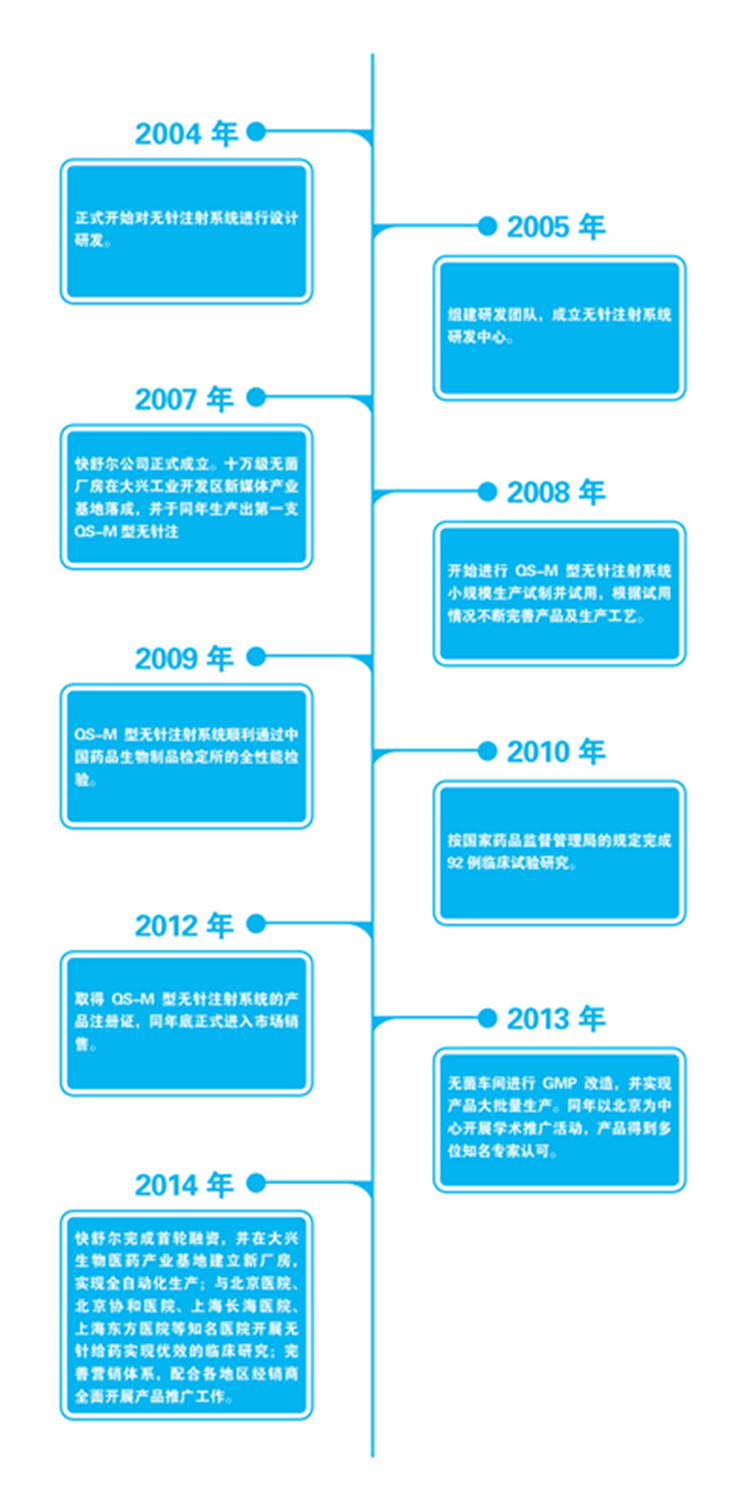 2004 年
正式开始对无针注射系统进行设计
研发。
2005 年
组建研发团队，成立无针注射系统
研发中心。
2007 年
快舒尔公司正式成立。十万级无菌
厂房在大兴工业开发区新媒体产业
基地落成，并于同年生产出第一支
QS-M 型无针注
2008 年
开始进行 QS-M 型无针注射系统
小规模生产试制并试用，根据试用
情况不断完善产品及生产工艺。
2009 年
QS-M 型无针注射系统顺利通过中
国药品生物制品检定所的全性能检
验。
2010 年
按国家药品监督管理局的规定完成
92 例临床试验研究。
2012 年
取得 QS-M 型无针注射系统的产
品注册证，同年底正式进入市场销
售。
2013 年
无菌车间进行 GMP 改造，并实现
产品大批量生产。同年以北京为中
心开展学术推广活动，产品得到多
位知名专家认可。
2014 年
快舒尔完成首轮融资，并在大兴
生物医药产业基地建立新厂房，
实现全自动化生产；与北京医院、
北京协和医院、上海长海医院、
上海东方医院等知名医院开展无
针给药实现优效的临床研究；完
善营销体系，配合各地区经销商
全面开展产品推广工作。